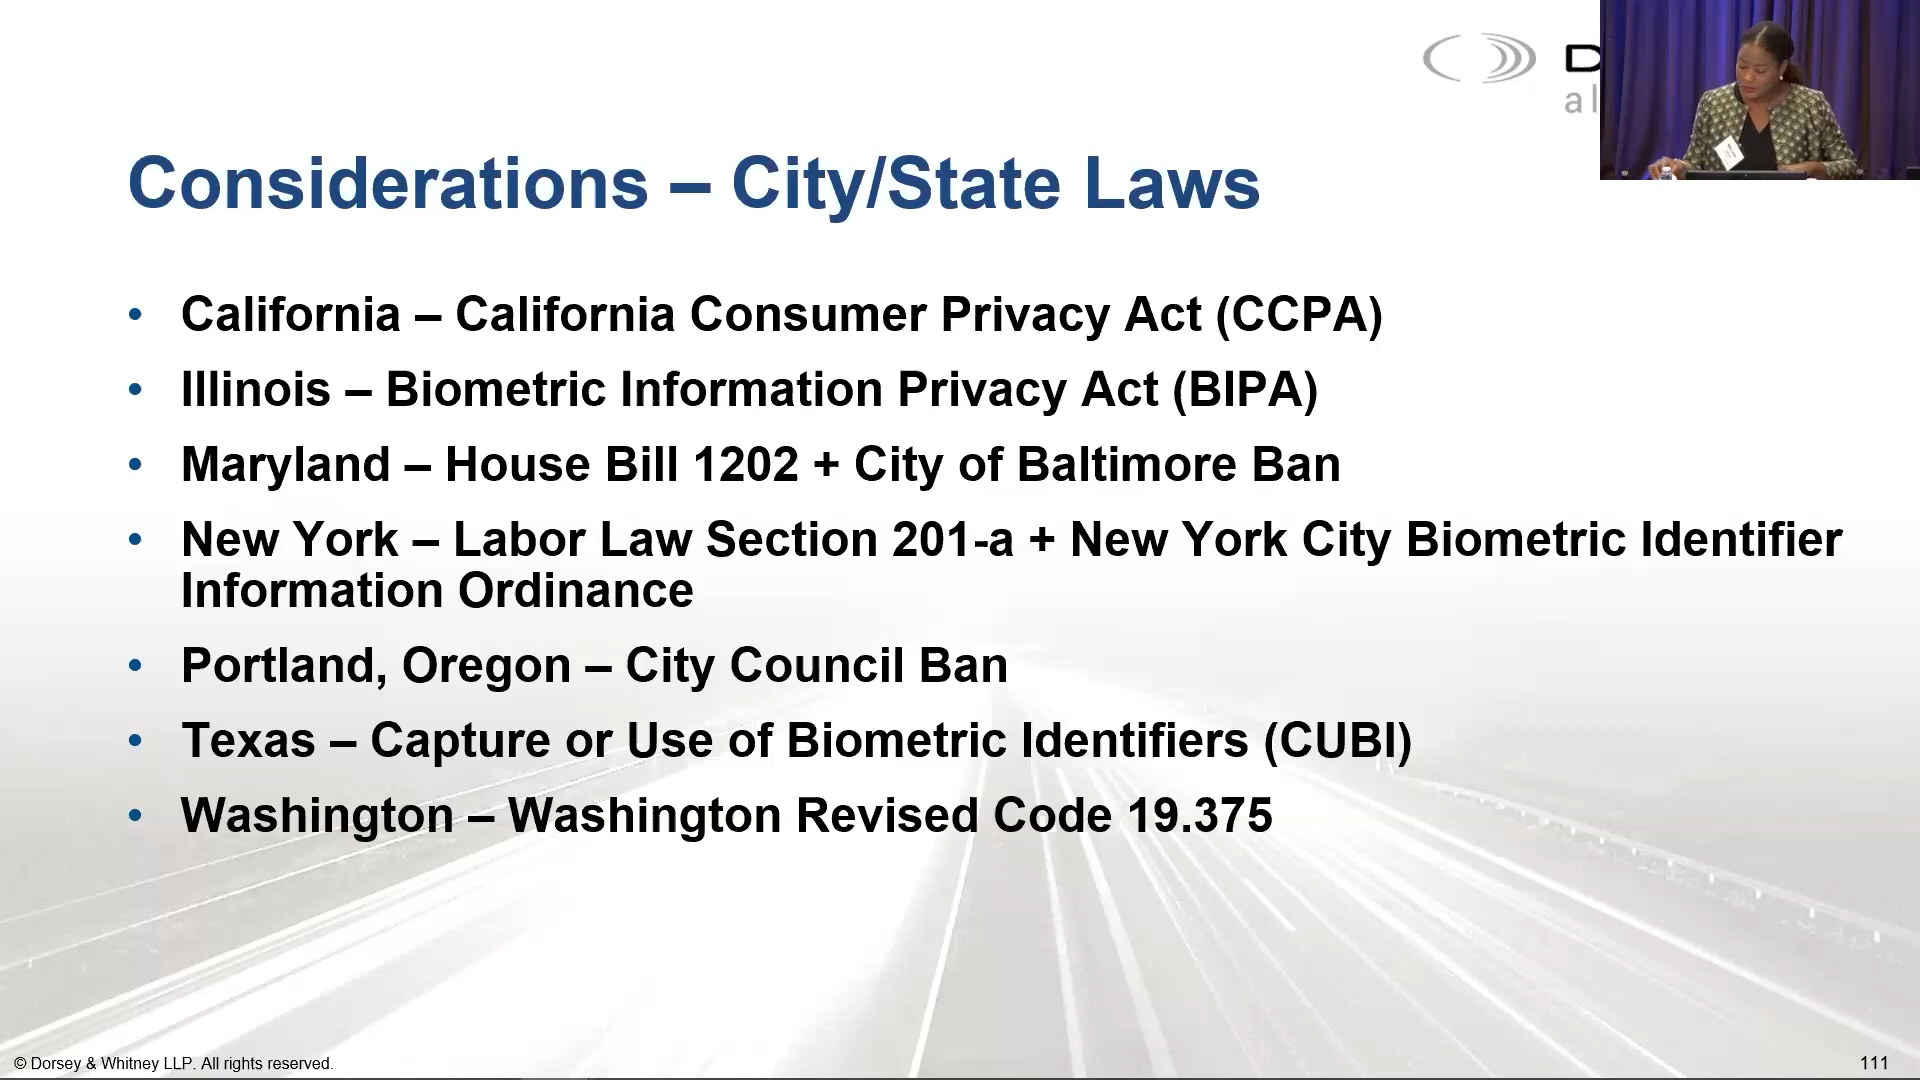 Considerations – City/State Laws
• California – California Consumer Privacy Act (CCPA)
• Illinois – Biometric Information Privacy Act (BIPA)
• Maryland – House Bill 1202 + City of Baltimore Ban
• New York – Labor Law Section 201-a + New York City Biometric Identifier
Information Ordinance
• Portland, Oregon – City Council Ban
• Texas – Capture or Use of Biometric Identifiers (CUBI)
• Washington – Washington Revised Code 19.375
© Dorsey & Whitney LLP. All rights reserved.
111